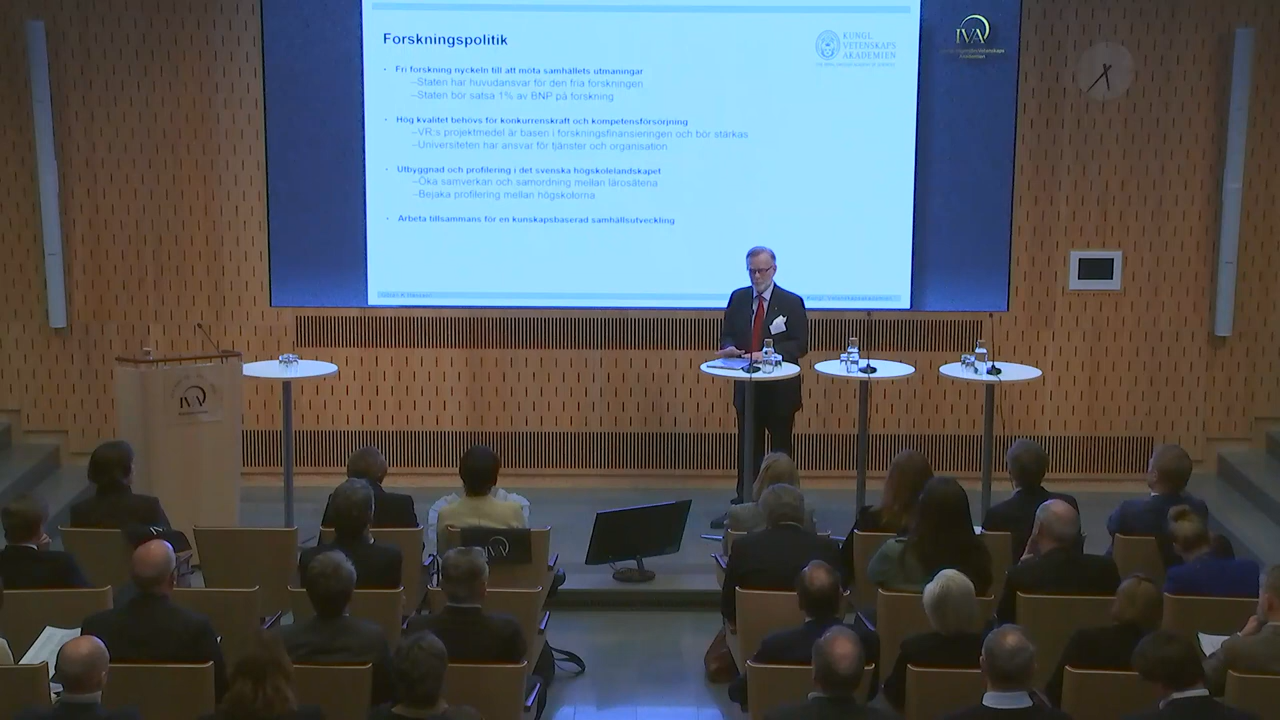 Forskningspolitik
KUNGL.
VETENSKAPS
AKADEMIEN
IVA
· Fri forskning nyckeln till att möta samhällets utmaningar
–Staten har huvudansvar för den fria forskningen
–Staten bör satsa 1% av BNP på forskning
· Hög kvalitet behövs för konkurrenskraft och kompetensförsörjning
–VR:s projektmedel är basen i forskningsfinansieringen och bör stärkas
–Universiteten har ansvar för tjänster och organisation
· Utbyggnad och profilering i det svenska högskolelandskapet
–Öka samverkan och samordning mellan lärosätena
–Bejaka profilering mellan högskolorna
· Arbeta tillsammans för en kunskapsbaserad samhällsutveckling
IVA
IVA